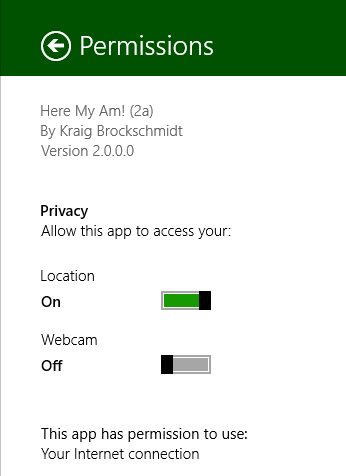 Permissions
Here My Am! (2a)
By Kraig Brockschmidt
Version 2.0.0.0
Privacy
Allow this app to access your:
Location
On
Webcam
Off
This app has permission to use:
Your Internet connection